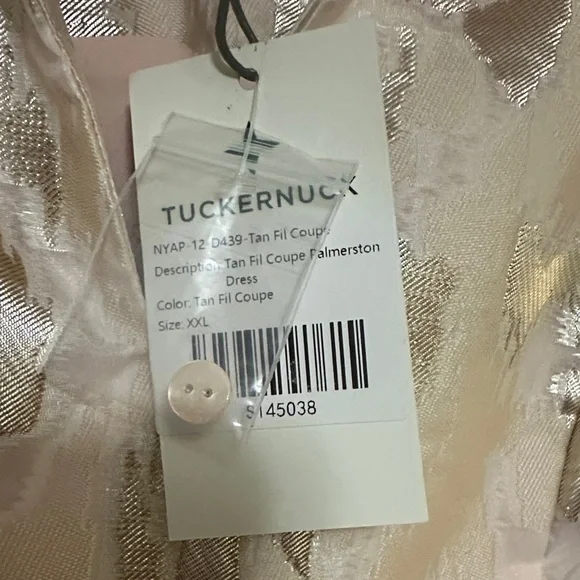 TUCKERNUCK
NYAP-12-D439-Tan Fil Coupe
Description: Tan Fil Coupe Palmerston
Dress
Color: Tan Fil Coupe
Size: XXL
S145038